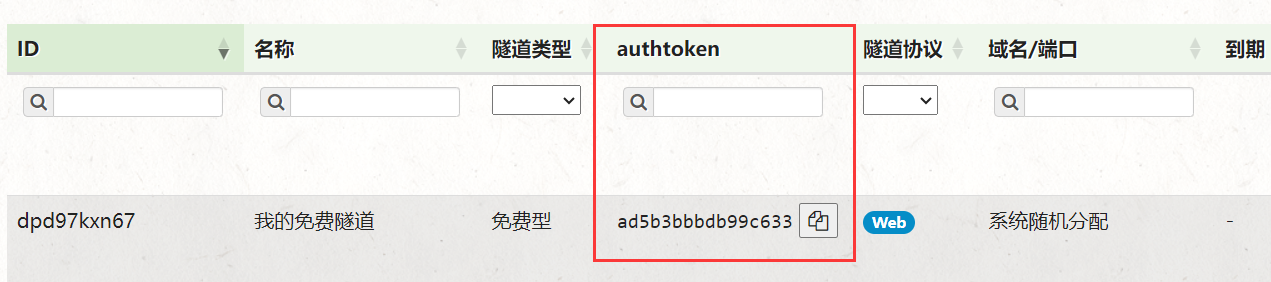 ID 名称 隧道类型 authtoken 隧道协议 域名/端口 到期
dpd97kxn67 我的免费隧道 免费型 ad5b3bbbdb99c633 Web 系统随机分配 -